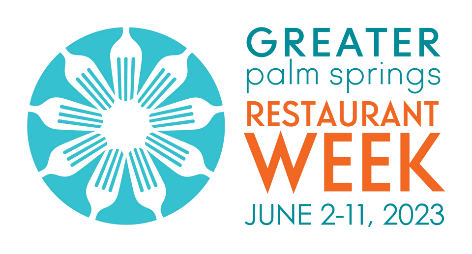 GREATER
palm springs
RESTAURANT
WEEK
JUNE 2-11, 2023